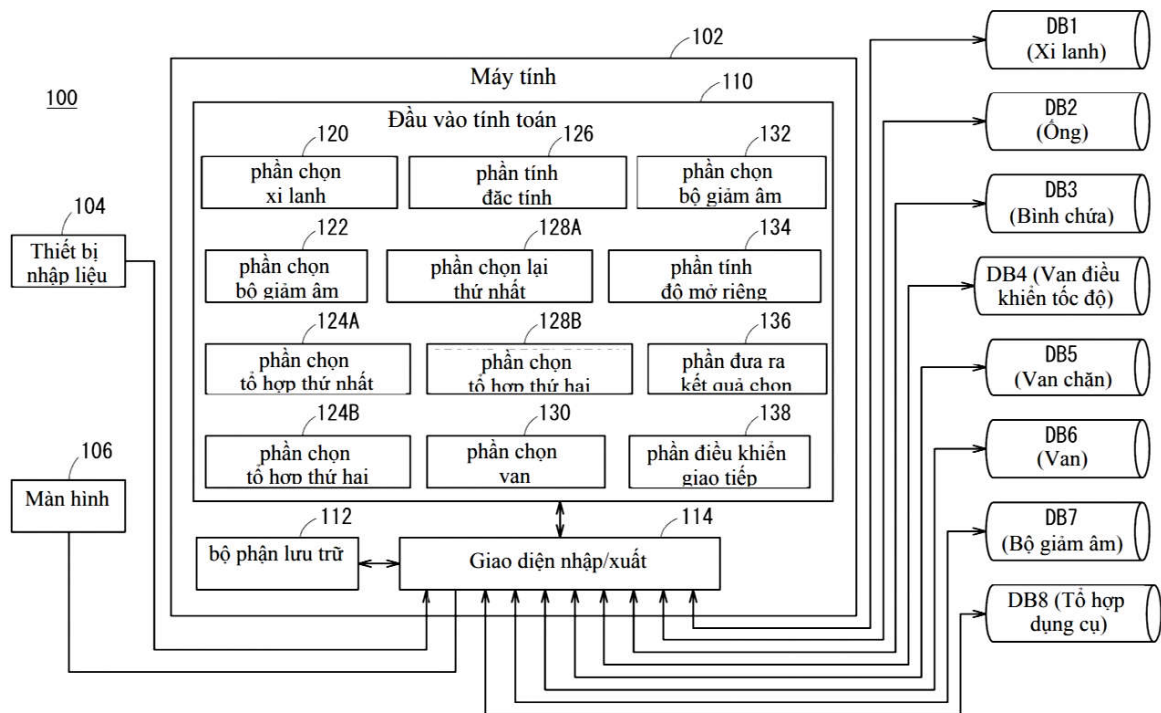 100
102
Máy tính
110
Đầu vào tính toán
120
phần chọn
xi lanh
126
phần tính
đăc tính
132
phần chọn
bộ giảm âm
122
phần chọn
bộ giảm âm
128A
phần chọn lại
thứ nhất
134
phần tính
độ mở riêng
124A
phần chọn
tổ hợp thứ nhất
128B
phần chọn
tổ hợp thứ hai
136
phần đưa ra
kết quả chọn
124B
phần chọn
tổ hợp thứ hai
130
phần chọn
van
138
phần điều khiển
giao tiếp
112
bộ phận lưu trữ
114
Giao diện nhập/xuất
104
Thiết bị
nhập liệu
106
Màn hình
DB1
(Xi lanh)
DB2
(Ống)
DB3
(Bình chứa)
DB4 (Van điều
khiển tốc độ)
DB5
(Van chặn)
DB6
(Van)
DB7
(Bộ giảm âm)
DB8 (Tổ hợp
dụng cụ)